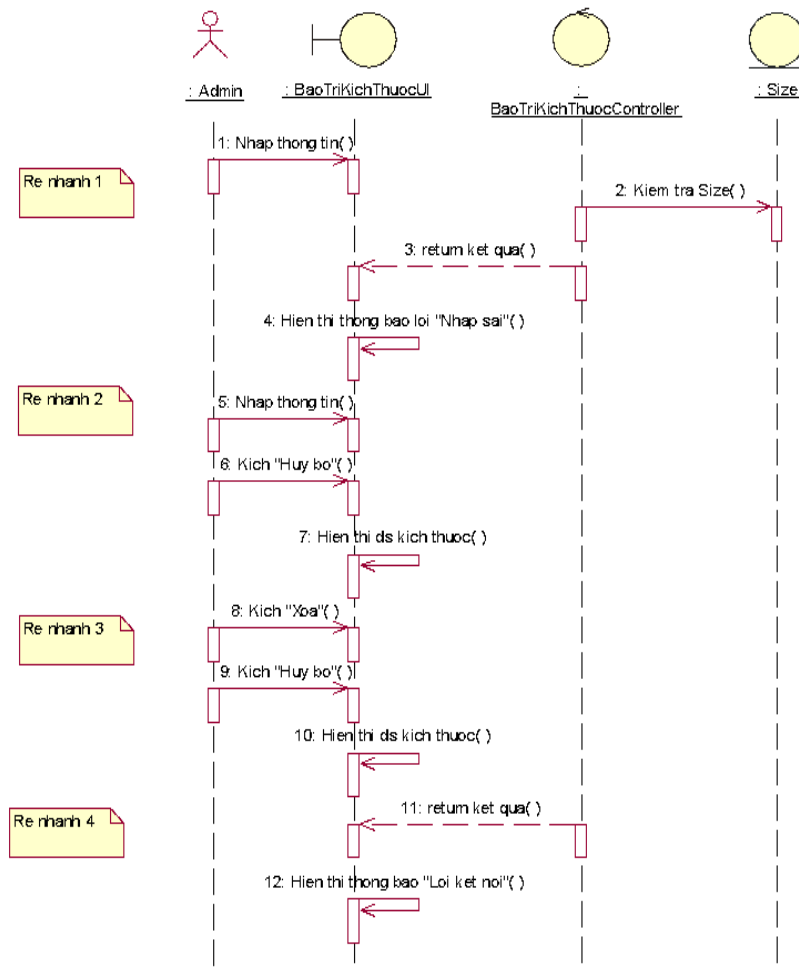 : Admin
: BaoTriKichThuocUI
:
BaoTriKichThuocController
: Size
1: Nhap thong tin( )
Re nhanh 1
2: Kiem tra Size( )
3: return ket qua( )
4: Hien thi thong bao loi "Nhap sai"( )
Re nhanh 2
5: Nhap thong tin( )
6: Kich "Huy bo"( )
7: Hien thi ds kich thuoc( )
8: Kich "Xoa"( )
Re nhanh 3
9: Kich "Huy bo"( )
10: Hien thi ds kich thuoc( )
11: return ket qua( )
Re nhanh 4
12: Hien thi thong bao "Loi ket noi"( )